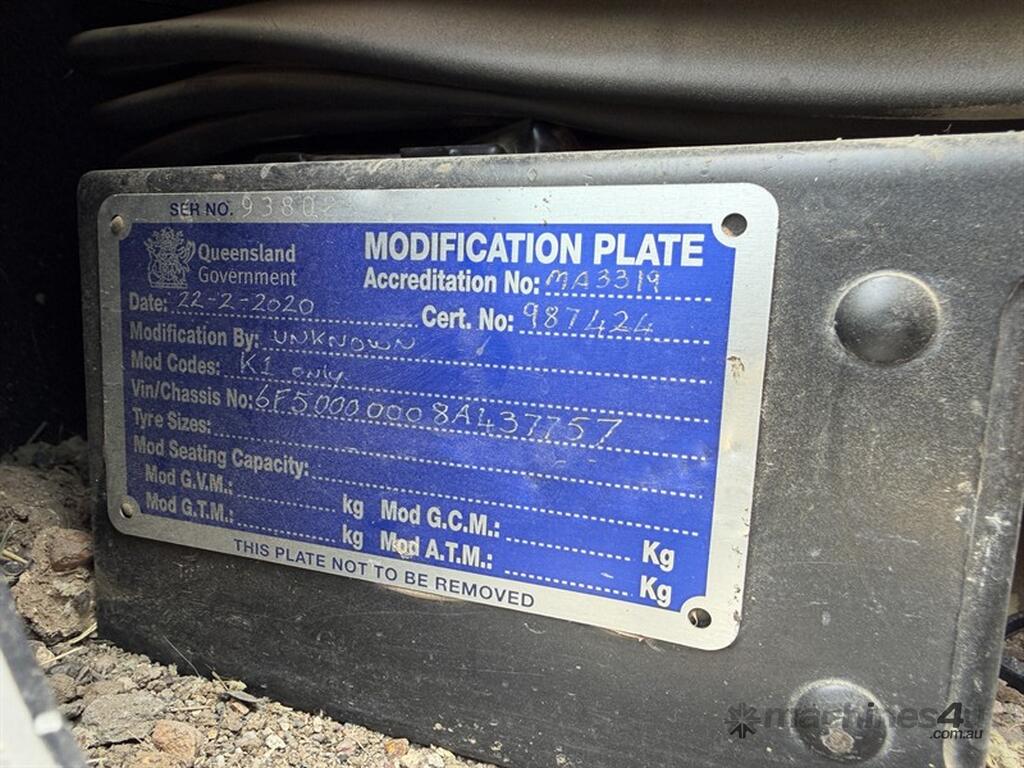 SER NO. 93802
Queensland Government
MODIFICATION PLATE
Accreditation No: MA3319
Date: 22-2-2020 Cert. No: 987424
Modification By: UNKNOWN
Mod Codes: K1 only
Vin/Chassis No: 6F50000008A437757
Tyre Sizes:
Mod Seating Capacity:
Mod G.V.M.: kg Mod G.C.M.: Kg
Mod G.T.M.: kg Mod A.T.M.: Kg
THIS PLATE NOT TO BE REMOVED
machines4u
.com.au